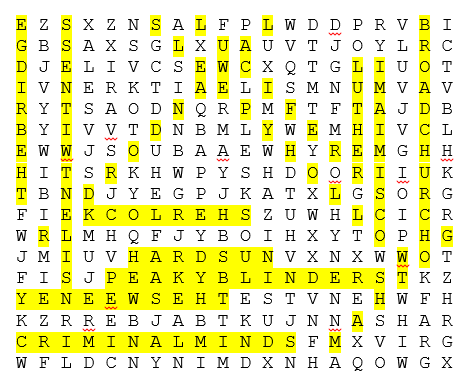 E Z S X Z N S A L F P L W D D P R V B I
G B S A X S G L X U A U V T J O Y L R C
D J E L I V C S E W C X Q T G L I U O T
I V N E R K T I A E L I S M N U M V A V
R Y T S A O D N Q R P M F T F T A J D B
B Y I V V T D N B M L Y W E M H I V C L
E W W J S O U B A A E W H Y R E M G H H
H I T S R K H W P Y S H D O O R I I U K
T B N D J Y E G P J K A T X L G S O R G
F I E K C O L R E H S Z U W H L C I C R
W R L M H Q F J Y B O I H X Y T O P H G
J M I U V H A R D S U N V X N X W W O T
F I S J P E A K Y B L I N D E R S T K Z
Y E N E E W S E H T E S T V N E H W F H
K Z R R E B J A B T K U J N N A S H A R
C R I M I N A L M I N D S F M X V I R G
W F L D C N Y N I M D X N H A Q O W G X